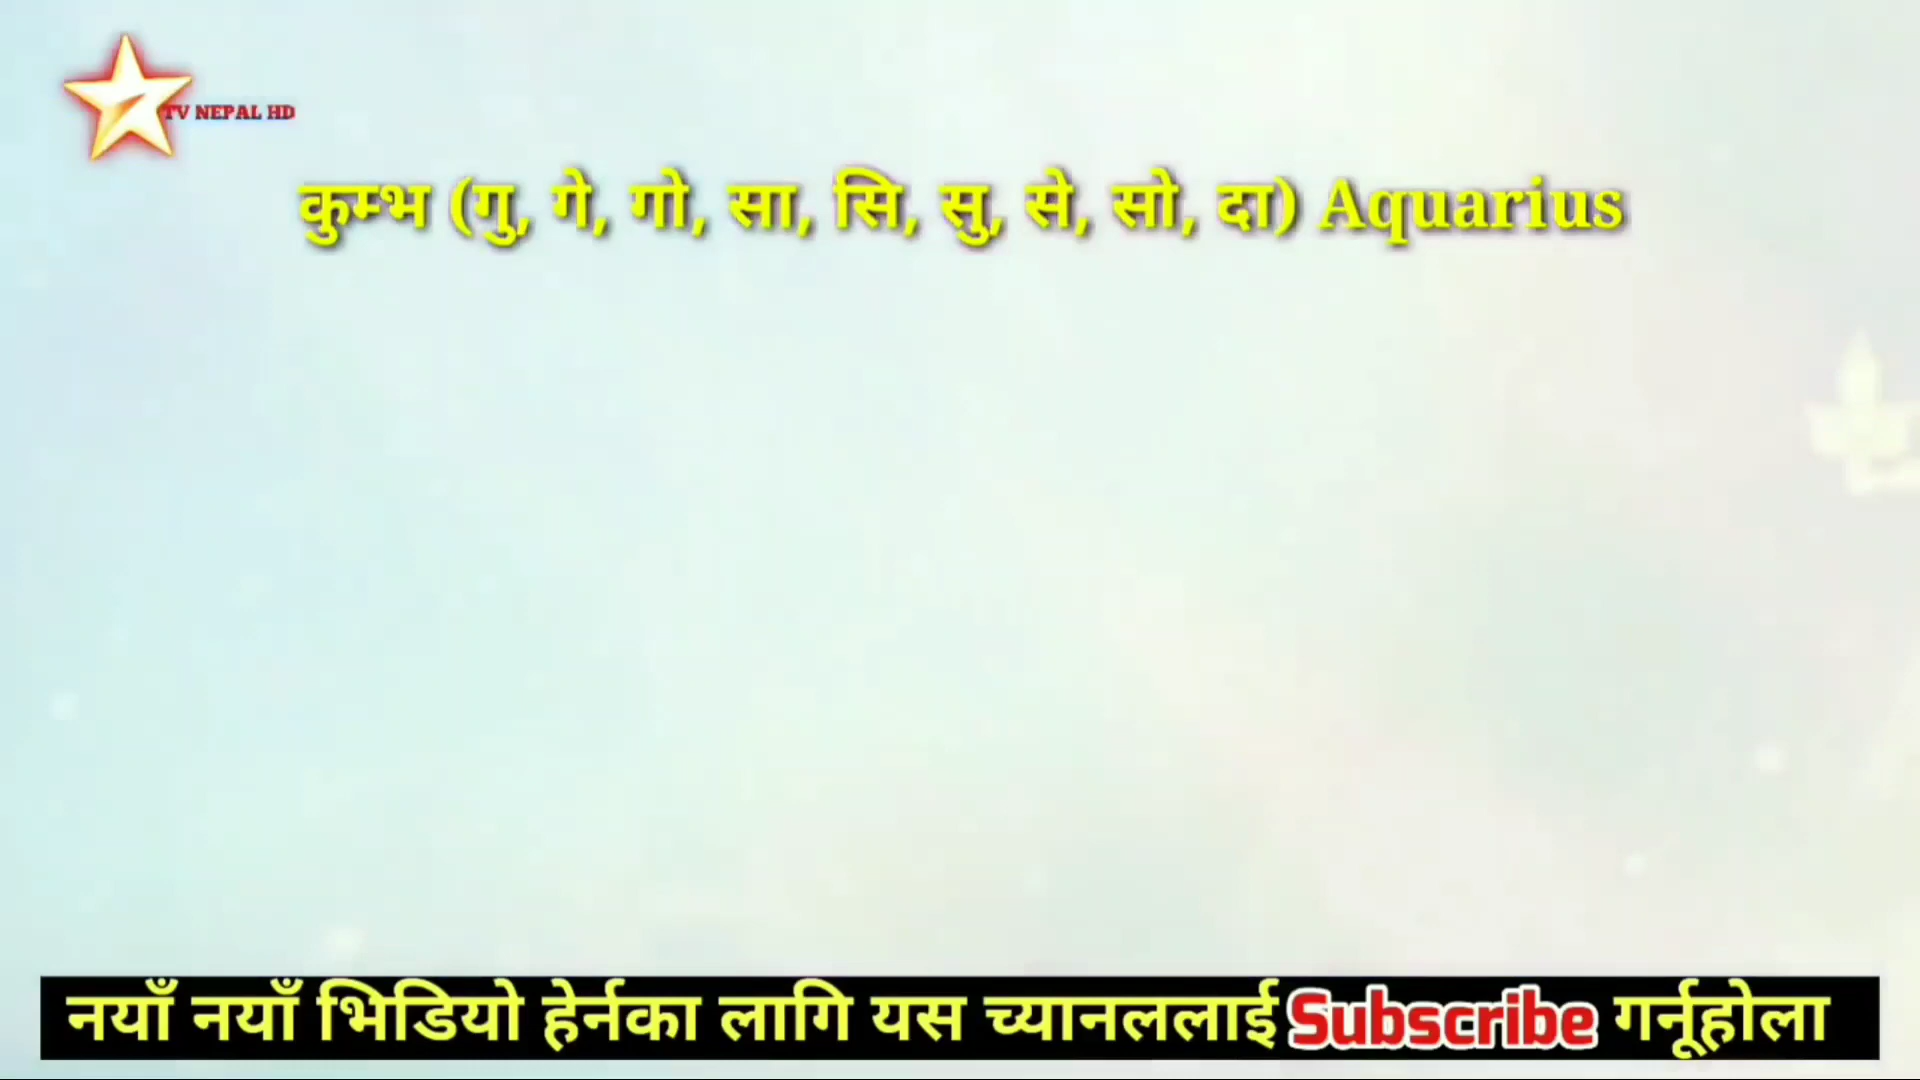 TV NEPAL HD
कुम्भ (गु, गे, गो, सा, सि, सु, से, सो, दा) Aquarius
नयाँ नयाँ भिडियो हेर्नका लागि यस च्यानललाई Subscribe गर्नूहोला